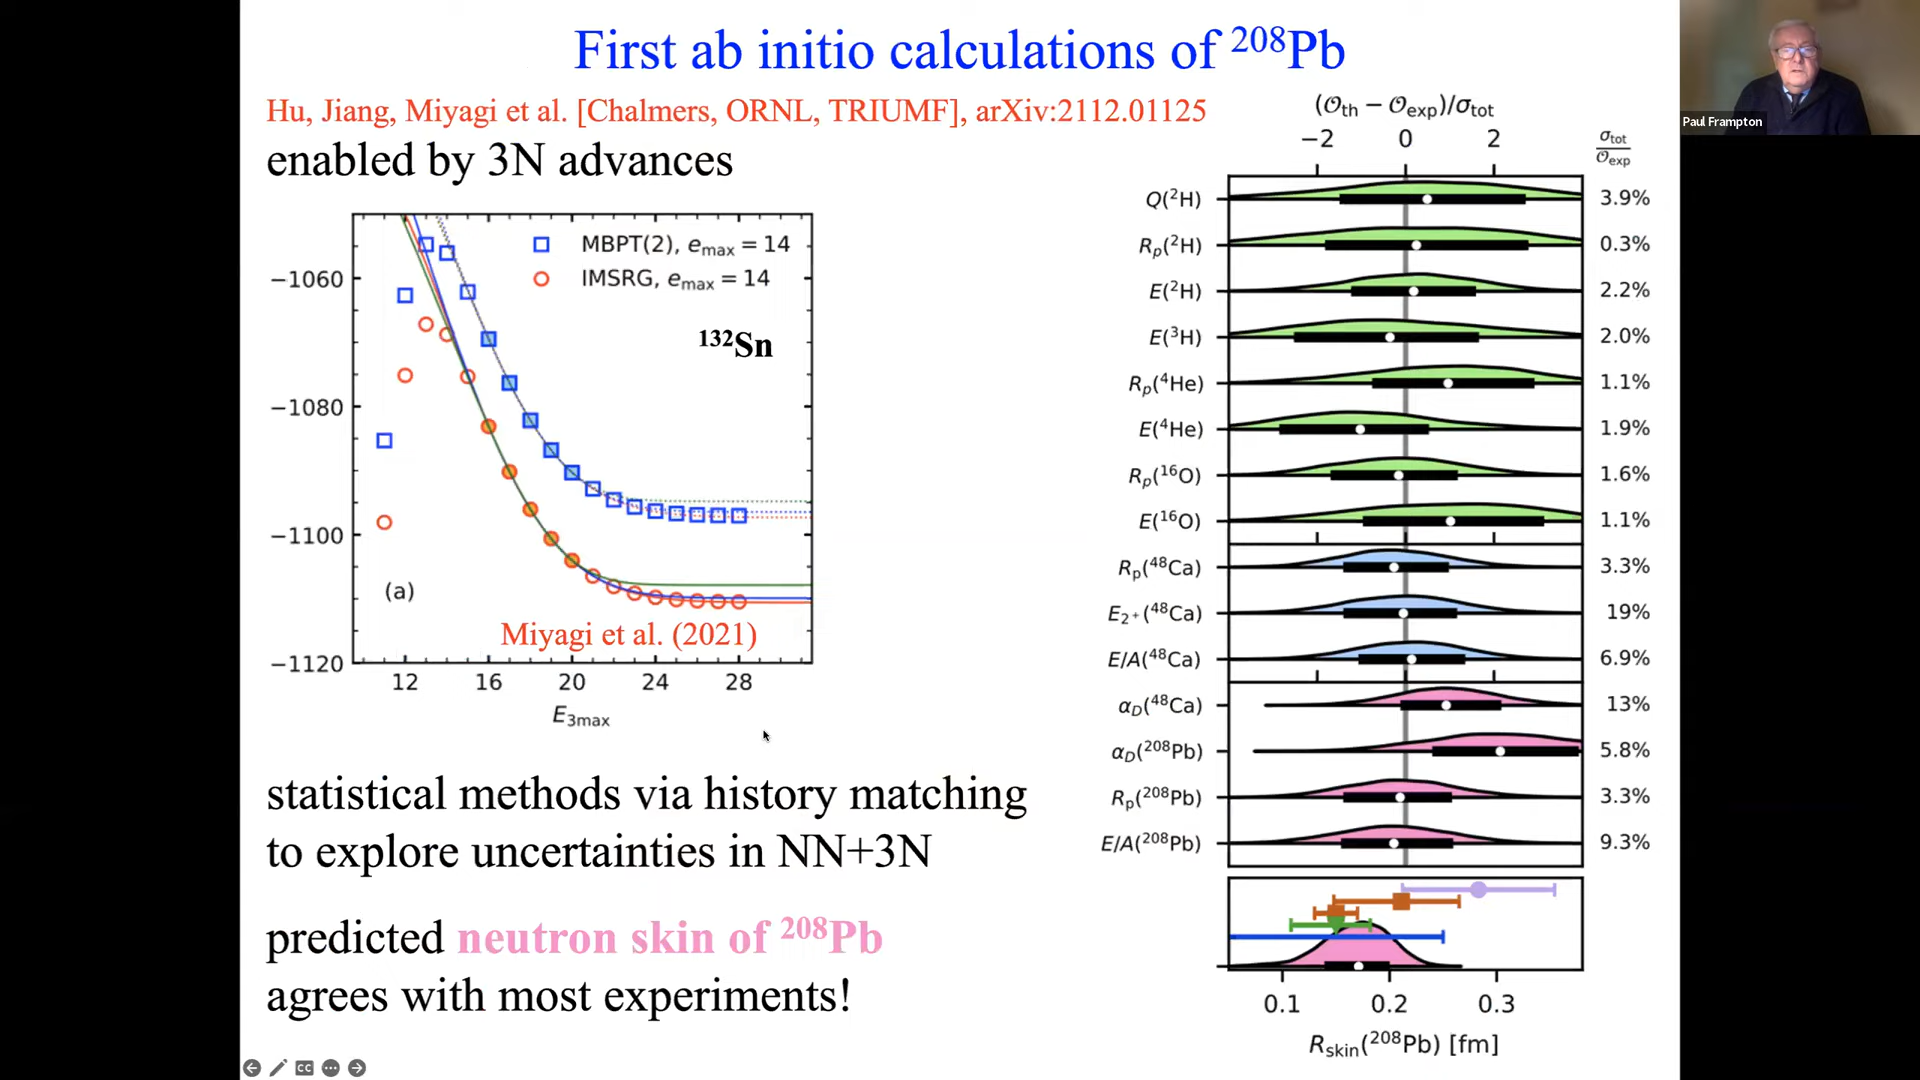 First ab initio calculations of ²⁰⁸Pb
Hu, Jiang, Miyagi et al. [Chalmers, ORNL, TRIUMF], arXiv:2112.01125
enabled by 3N advances
MBPT(2), eₘₐₓ = 14
IMSRG, eₘₐₓ = 14
¹³²Sn
−1060
−1080
−1100
−1120
(a)
Miyagi et al. (2021)
12 16 20 24 28
E₃ₘₐₓ
statistical methods via history matching
to explore uncertainties in NN+3N
predicted neutron skin of ²⁰⁸Pb
agrees with most experiments!
(𝒪th − 𝒪exp)/σtot
−2 0 2
σtot/𝒪exp
Q(²H) 3.9%
Rₚ(²H) 0.3%
E(²H) 2.2%
E(³H) 2.0%
Rₚ(⁴He) 1.1%
E(⁴He) 1.9%
Rₚ(¹⁶O) 1.6%
E(¹⁶O) 1.1%
Rₚ(⁴⁸Ca) 3.3%
E₂⁺(⁴⁸Ca) 19%
E/A(⁴⁸Ca) 6.9%
α_D(⁴⁸Ca) 13%
α_D(²⁰⁸Pb) 5.8%
Rₚ(²⁰⁸Pb) 3.3%
E/A(²⁰⁸Pb) 9.3%
0.1 0.2 0.3
Rskin(²⁰⁸Pb) [fm]
Paul Frampton
CC